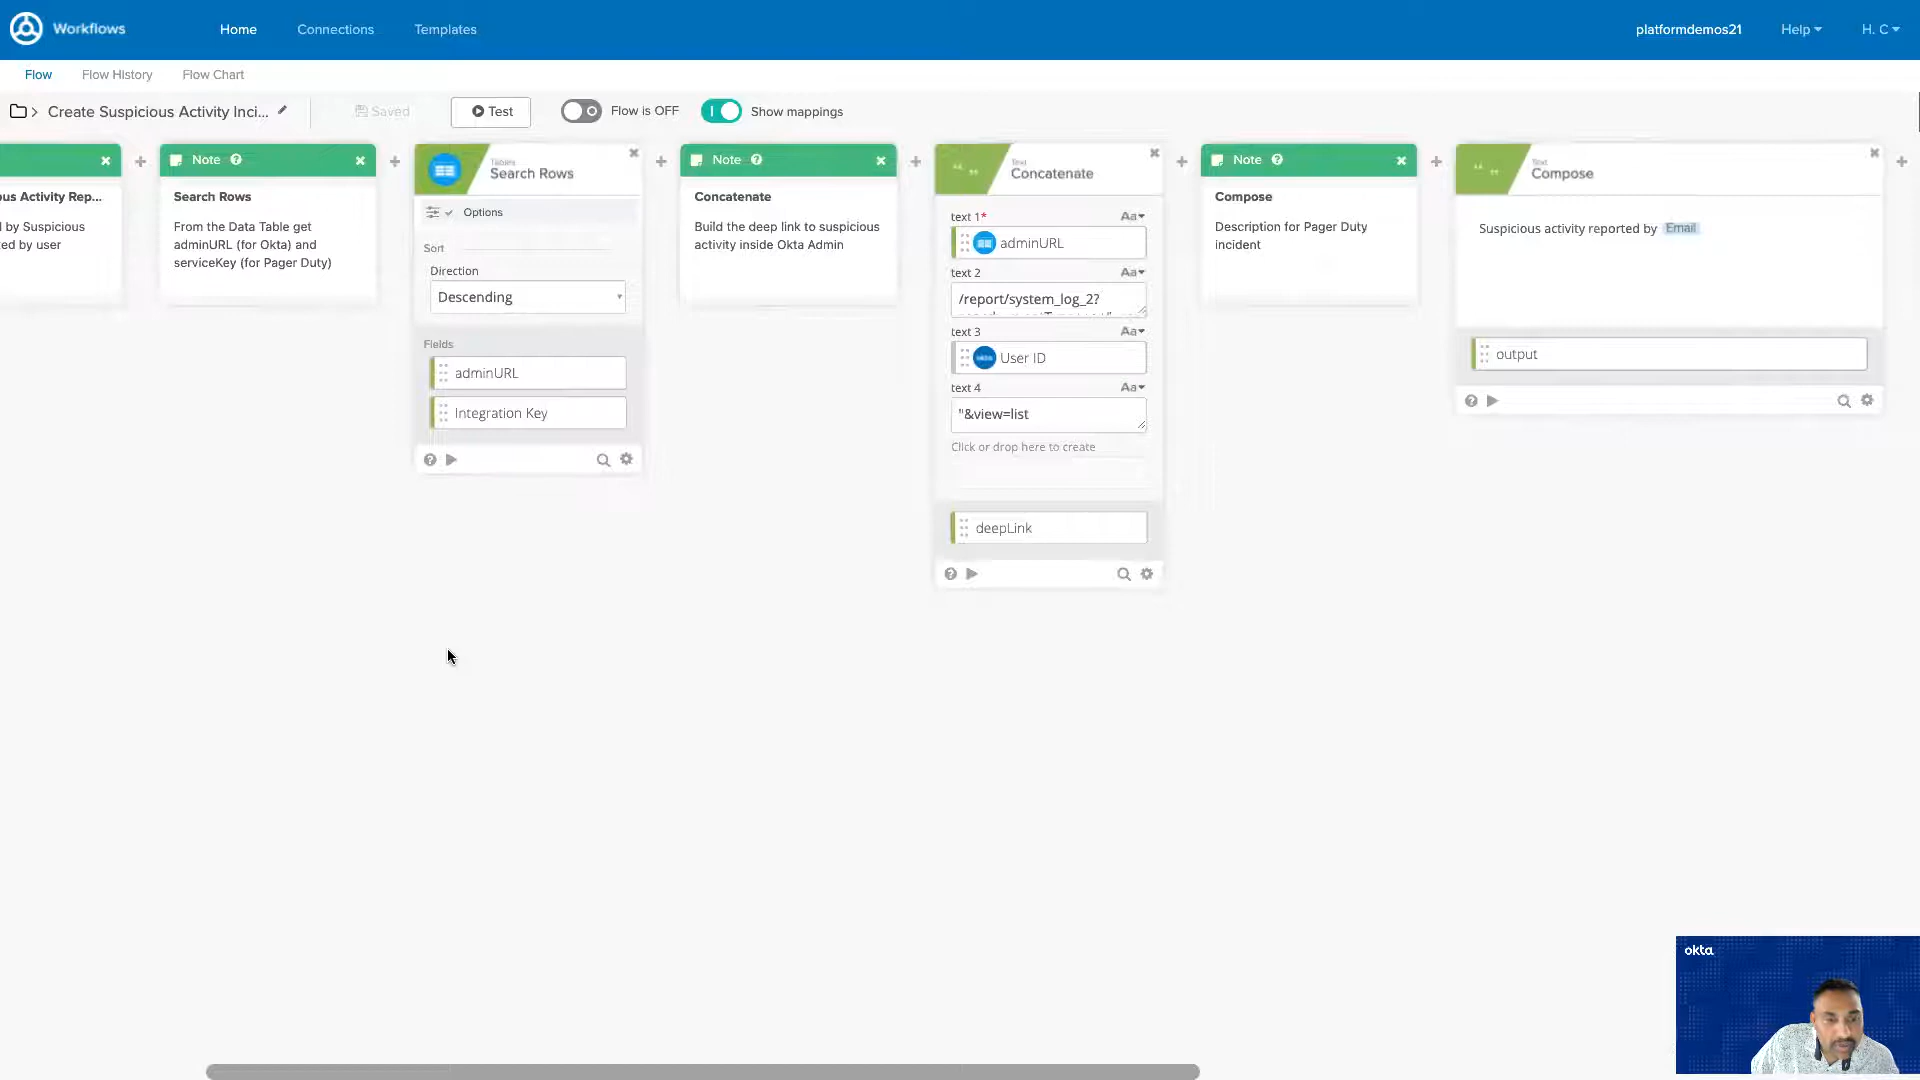 Workflows
Home
Connections
Templates
platformdemos21
Help
H. C
Flow
Flow History
Flow Chart
Create Suspicious Activity Inci...
Saved
Test
Flow is OFF
Show mappings
us Activity Rep...
l by Suspicious
ted by user
Note
Search Rows
From the Data Table get
adminURL (for Okta) and
serviceKey (for Pager Duty)
Tables
Search Rows
Options
Sort
Direction
Descending
Fields
adminURL
Integration Key
Note
Concatenate
Build the deep link to suspicious
activity inside Okta Admin
Text
Concatenate
text 1*
Aa
adminURL
text 2
Aa
/report/system_log_2?
text 3
Aa
okta
User ID
text 4
Aa
"&view=list
Click or drop here to create
deepLink
Note
Compose
Description for Pager Duty
incident
Text
Compose
Suspicious activity reported by Email
output
okta